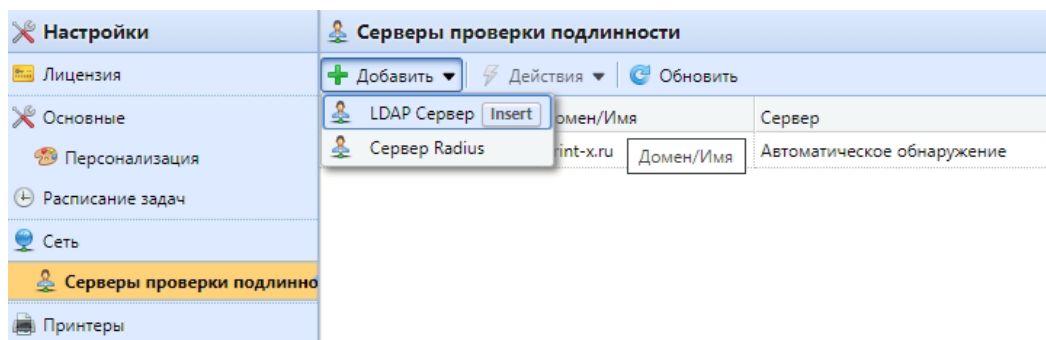 Настройки
Серверы проверки подлинности
Лицензия
Добавить
Действия
Обновить
Основные
LDAP Сервер Insert
омен/Имя
Сервер
Персонализация
Сервер Radius
rint-x.ru
Домен/Имя
Автоматическое обнаружение
Расписание задач
Сеть
Серверы проверки подлинно
Принтеры